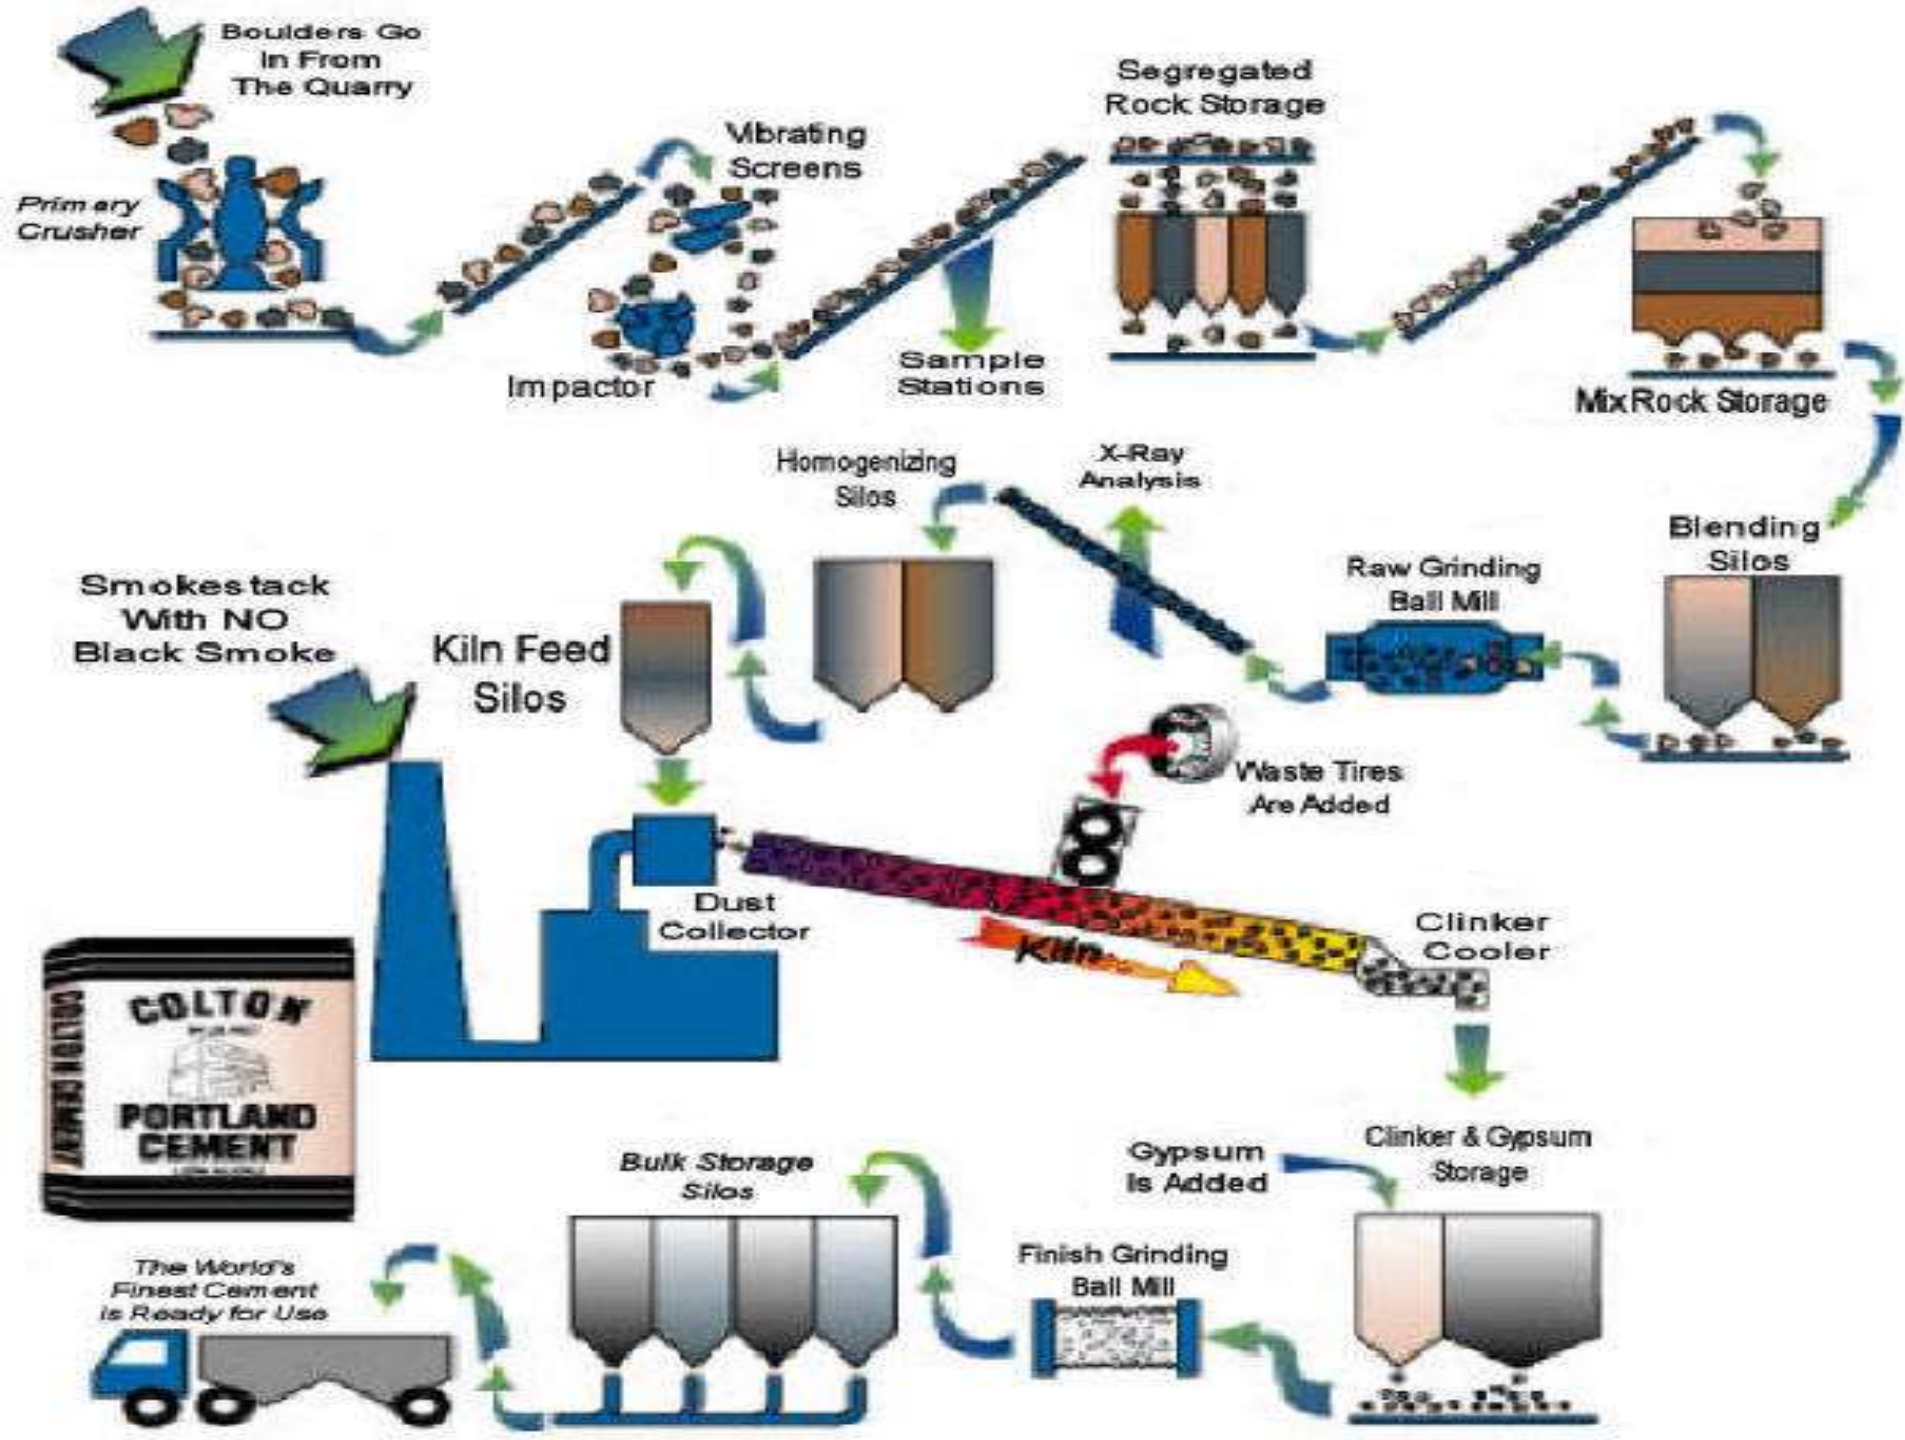 Boulders Go
In From
The Quarry
Primary
Crusher
Vibrating
Screens
Impactor
Sample
Stations
Segregated
Rock Storage
Mix Rock Storage
Homogenizing
Silos
X-Ray
Analysis
Raw Grinding
Ball Mill
Blending
Silos
Smokestack
With NO
Black Smoke
Kiln Feed
Silos
Waste Tires
Are Added
Dust
Collector
Kiln
Clinker
Cooler
COLTON
COLTON CEMENT
PORTLAND
CEMENT
Clinker & Gypsum
Storage
Gypsum
Is Added
Bulk Storage
Silos
Finish Grinding
Ball Mill
The World's
Finest Cement
is Ready for Use